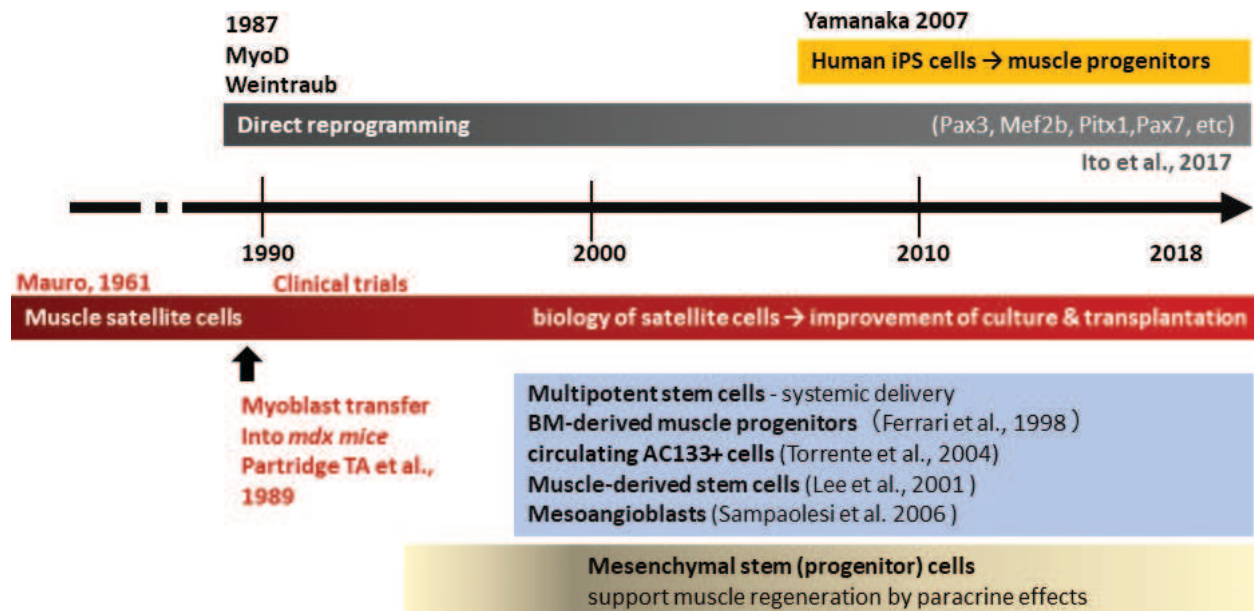 1987
MyoD
Weintraub
Yamanaka 2007
Human iPS cells → muscle progenitors
Direct reprogramming (Pax3, Mef2b, Pitx1,Pax7, etc)
Ito et al., 2017
1990 2000 2010 2018
Mauro, 1961 Clinical trials
Muscle satellite cells biology of satellite cells → improvement of culture & transplantation
Myoblast transfer
Into mdx mice
Partridge TA et al.,
1989
Multipotent stem cells - systemic delivery
BM-derived muscle progenitors （Ferrari et al., 1998 ）
circulating AC133+ cells (Torrente et al., 2004)
Muscle-derived stem cells (Lee et al., 2001 )
Mesoangioblasts (Sampaolesi et al. 2006 )
Mesenchymal stem (progenitor) cells
support muscle regeneration by paracrine effects